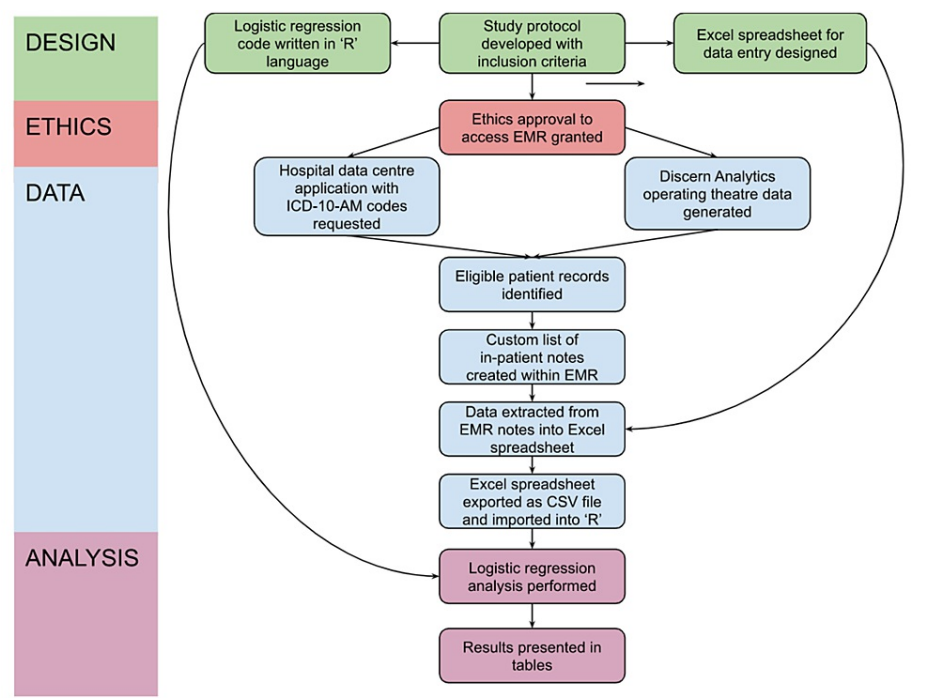 DESIGN
Logistic regression
code written in ‘R’
language
Study protocol
developed with
inclusion criteria
Excel spreadsheet for
data entry designed
ETHICS
Ethics approval to
access EMR granted
DATA
Hospital data centre
application with
ICD-10-AM codes
requested
Discern Analytics
operating theatre data
generated
Eligible patient records
identified
Custom list of
in-patient notes
created within EMR
Data extracted from
EMR notes into Excel
spreadsheet
Excel spreadsheet
exported as CSV file
and imported into ‘R’
ANALYSIS
Logistic regression
analysis performed
Results presented in
tables